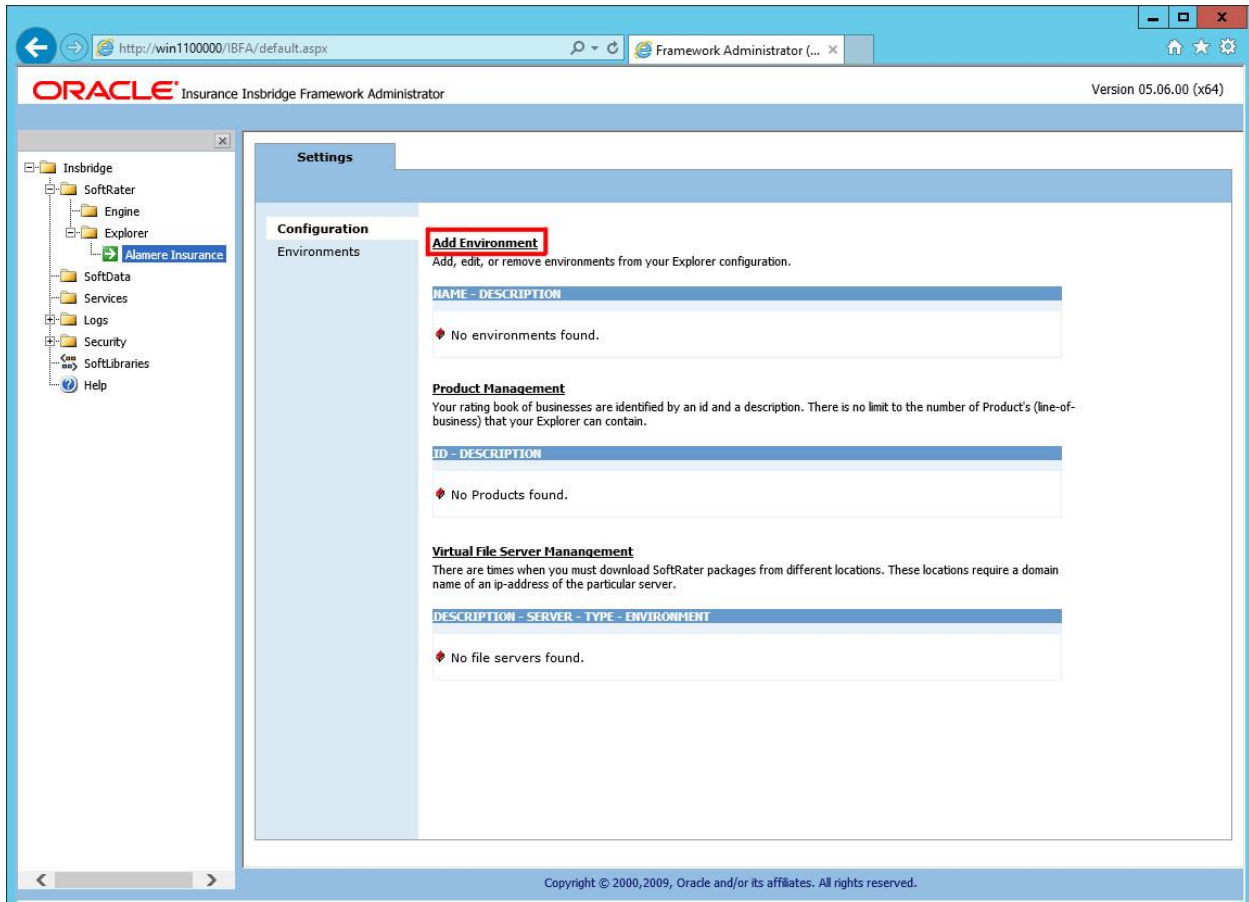 http://win1100000/IBFA/default.aspx
Framework Administrator (...
ORACLE Insurance Insbridge Framework Administrator
Version 05.06.00 (x64)
Insbridge
SoftRater
Engine
Explorer
Alamere Insurance
SoftData
Services
Logs
Security
SoftLibraries
Help
Settings
Configuration
Environments
Add Environment
Add, edit, or remove environments from your Explorer configuration.
NAME - DESCRIPTION
No environments found.
Product Management
Your rating book of businesses are identified by an id and a description. There is no limit to the number of Product's (line-of-
business) that your Explorer can contain.
ID - DESCRIPTION
No Products found.
Virtual File Server Manangement
There are times when you must download SoftRater packages from different locations. These locations require a domain
name of an ip-address of the particular server.
DESCRIPTION - SERVER - TYPE - ENVIRONMENT
No file servers found.
Copyright © 2000,2009, Oracle and/or its affiliates. All rights reserved.